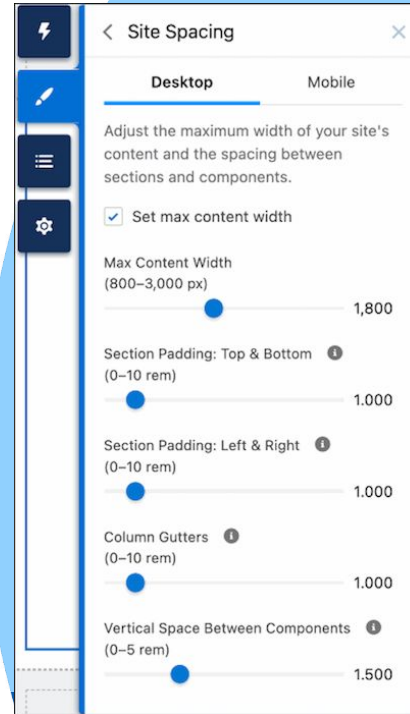 Site Spacing
Desktop
Mobile
Adjust the maximum width of your site's
content and the spacing between
sections and components.
Set max content width
Max Content Width
(800–3,000 px)
1,800
Section Padding: Top & Bottom
(0–10 rem)
1.000
Section Padding: Left & Right
(0–10 rem)
1.000
Column Gutters
(0–10 rem)
1.000
Vertical Space Between Components
(0–5 rem)
1.500